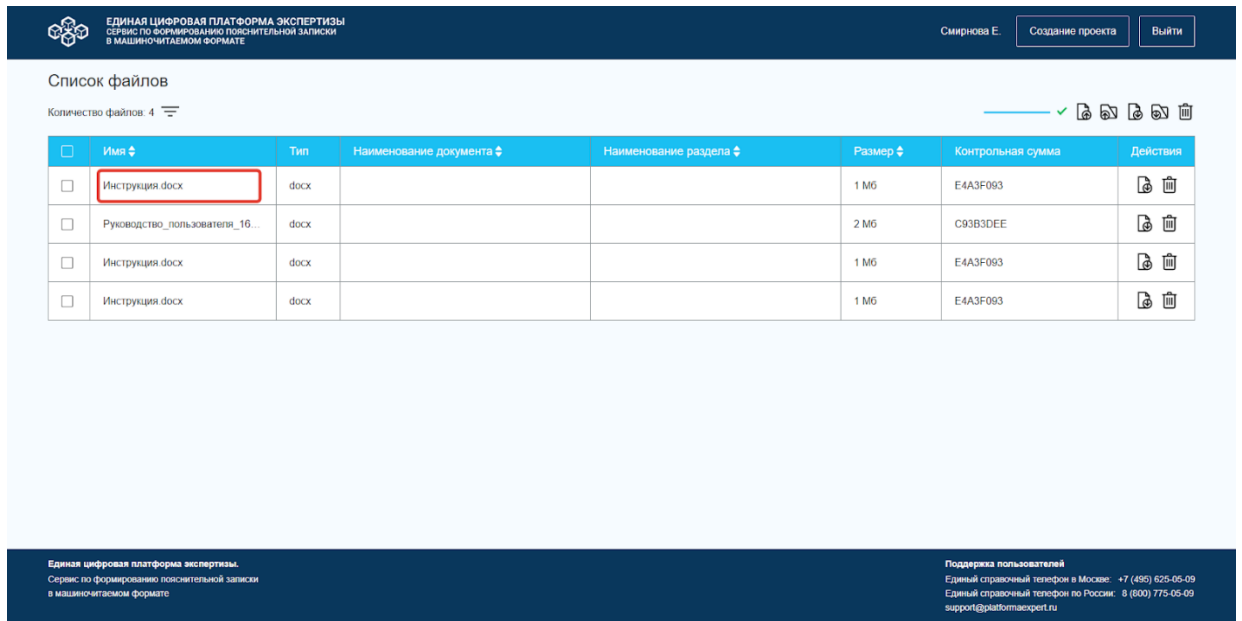 ЕДИНАЯ ЦИФРОВАЯ ПЛАТФОРМА ЭКСПЕРТИЗЫ
СЕРВИС ПО ФОРМИРОВАНИЮ ПОЯСНИТЕЛЬНОЙ ЗАПИСКИ
В МАШИНОЧИТАЕМОМ ФОРМАТЕ
Смирнова Е. Создание проекта Выйти
Список файлов
Количество файлов: 4
Имя Тип Наименование документа Наименование раздела Размер Контрольная сумма Действия
Инструкция.docx docx 1 Мб E4A3F093
Руководство_пользователя_16... docx 2 Мб C93B3DEE
Инструкция.docx docx 1 Мб E4A3F093
Инструкция.docx docx 1 Мб E4A3F093
Единая цифровая платформа экспертизы.
Сервис по формированию пояснительной записки
в машиночитаемом формате
Поддержка пользователей
Единый справочный телефон в Москве: +7 (495) 625-05-09
Единый справочный телефон по России: 8 (800) 775-05-09
support@platformaexpert.ru